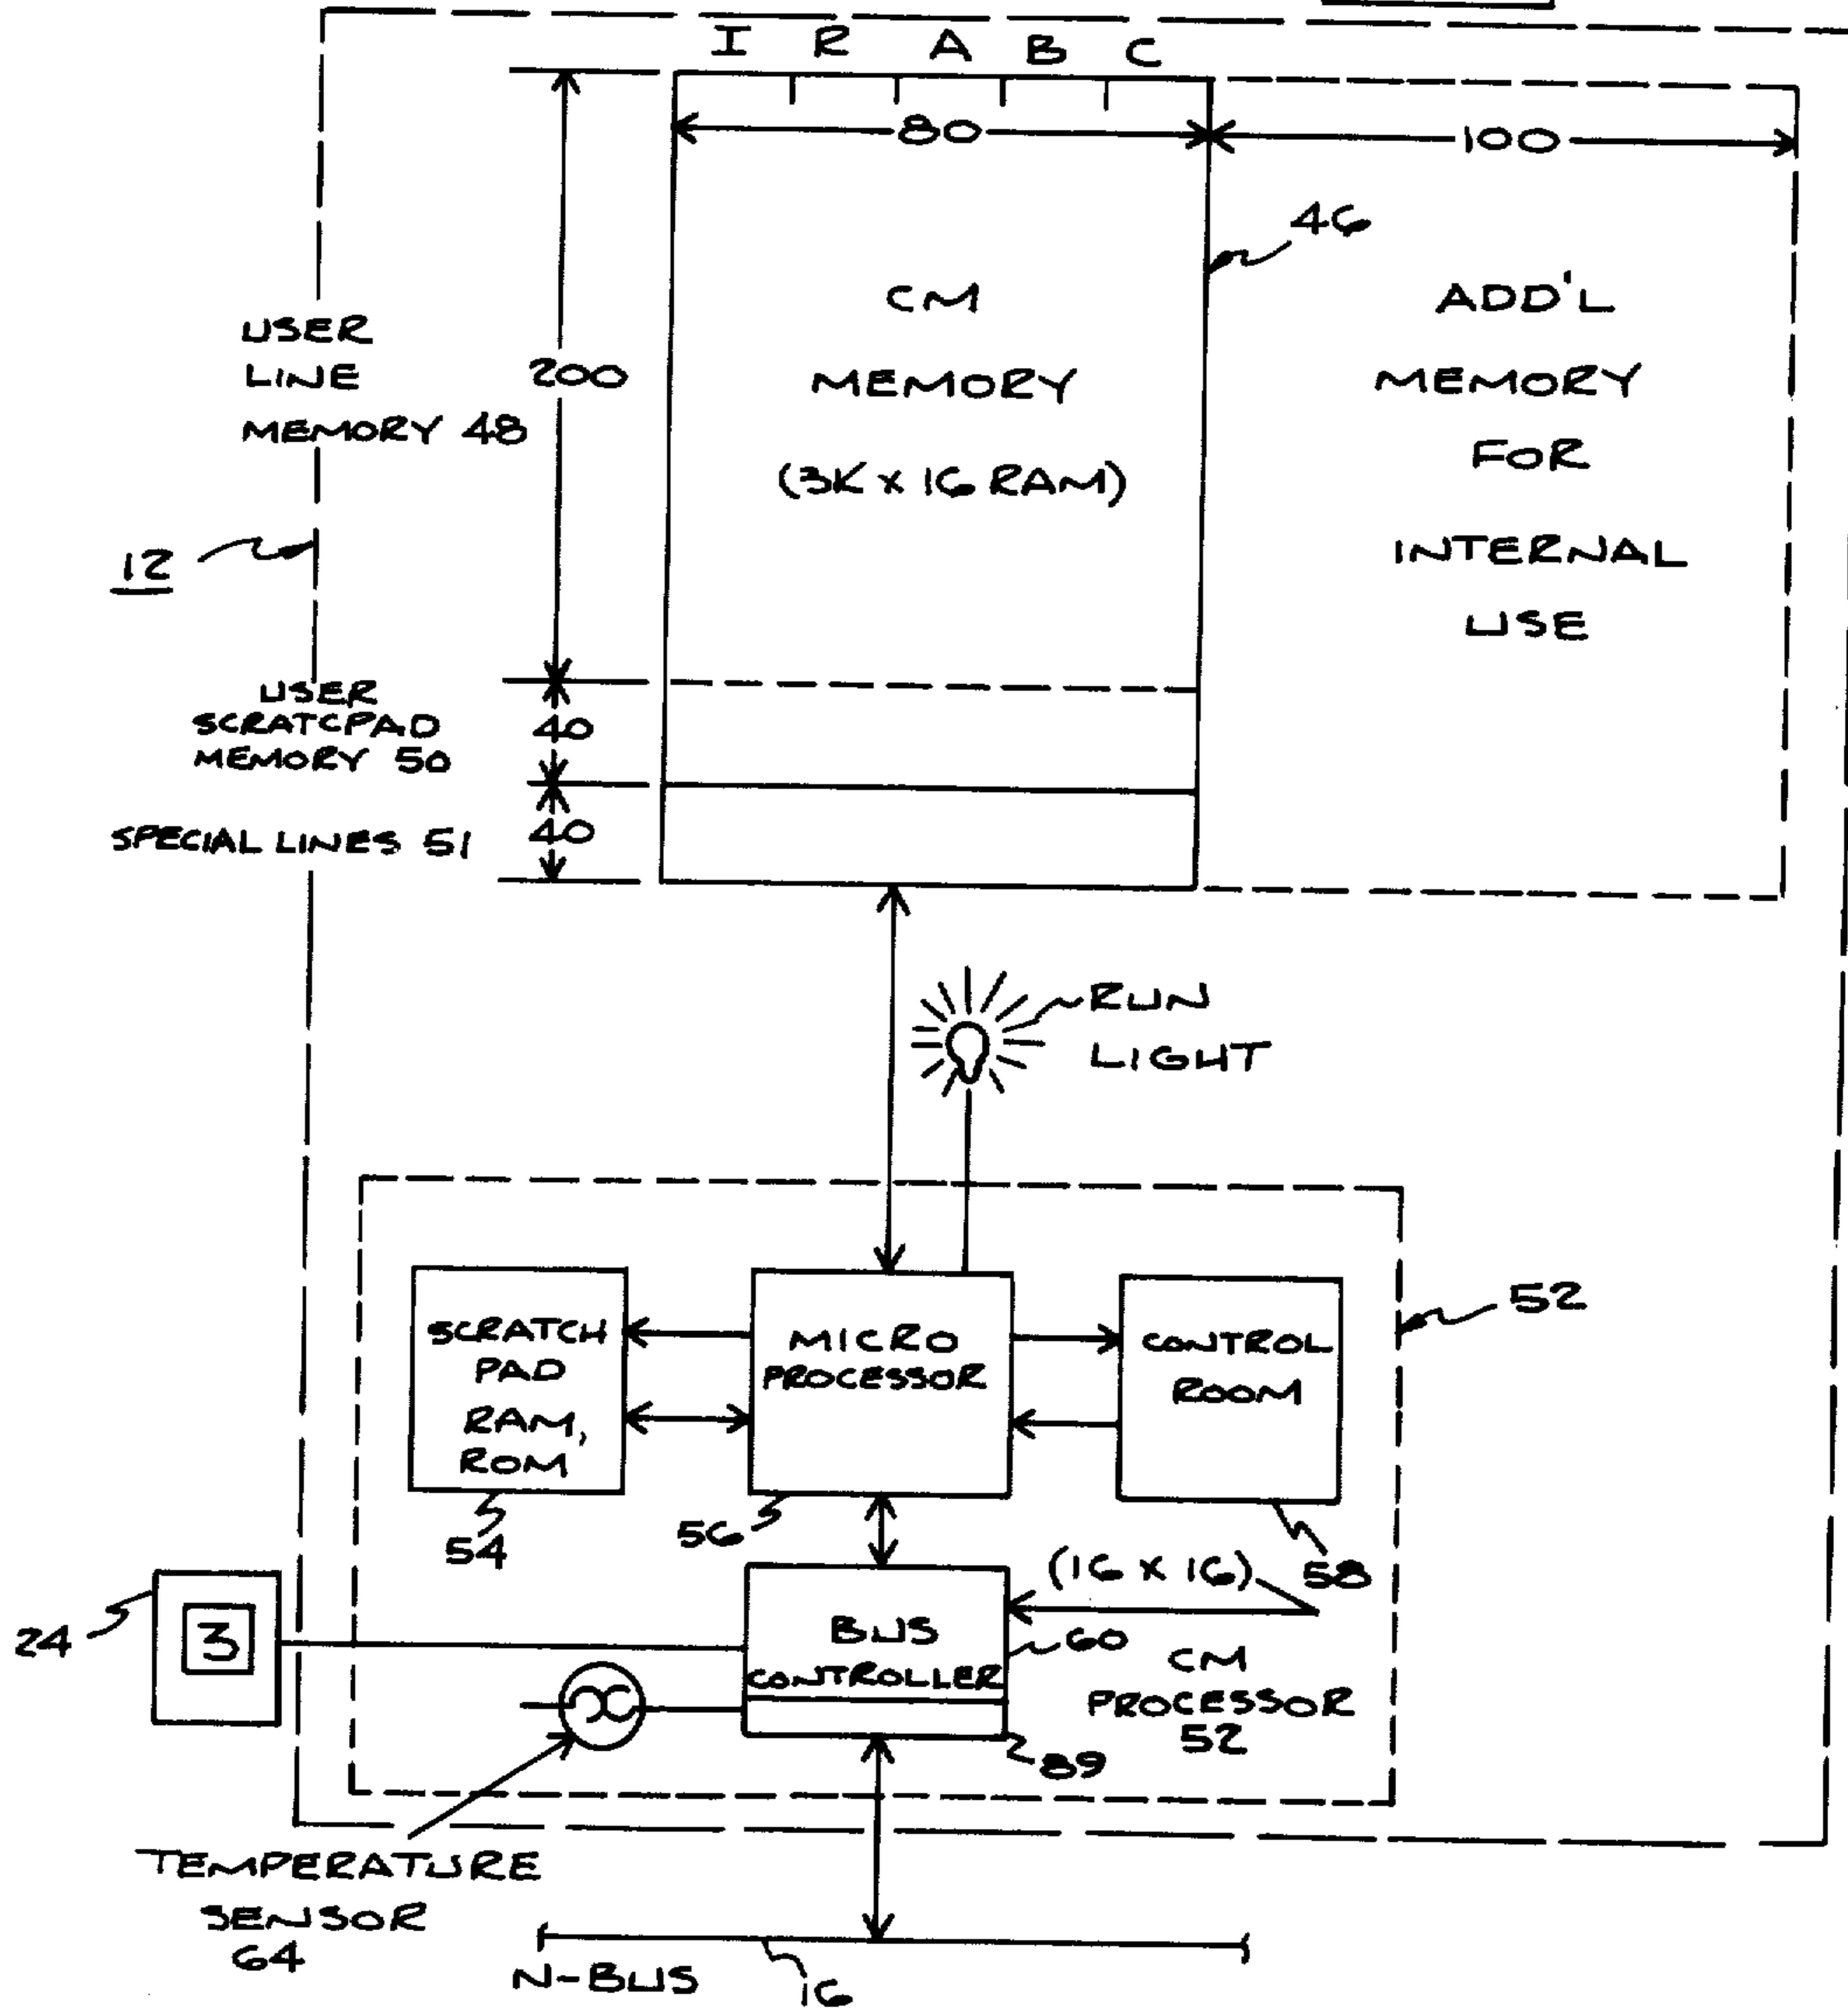 I R A B C
80
100
46
USER
LINE
MEMORY 48
200
CM
MEMORY
(3K x 16 RAM)
ADD'L
MEMORY
FOR
INTERNAL
USE
12
USER
SCRATCPAD
MEMORY 50
40
SPECIAL LINES 51
40
RUN
LIGHT
52
SCRATCH
PAD
RAM,
ROM
MICRO
PROCESSOR
CONTROL
ROOM
54
56
58
(16 x 16)
24
3
BUS
CONTROLLER
60
CM
PROCESSOR
52
89
TEMPERATURE
SENSOR
64
N-BUS
16